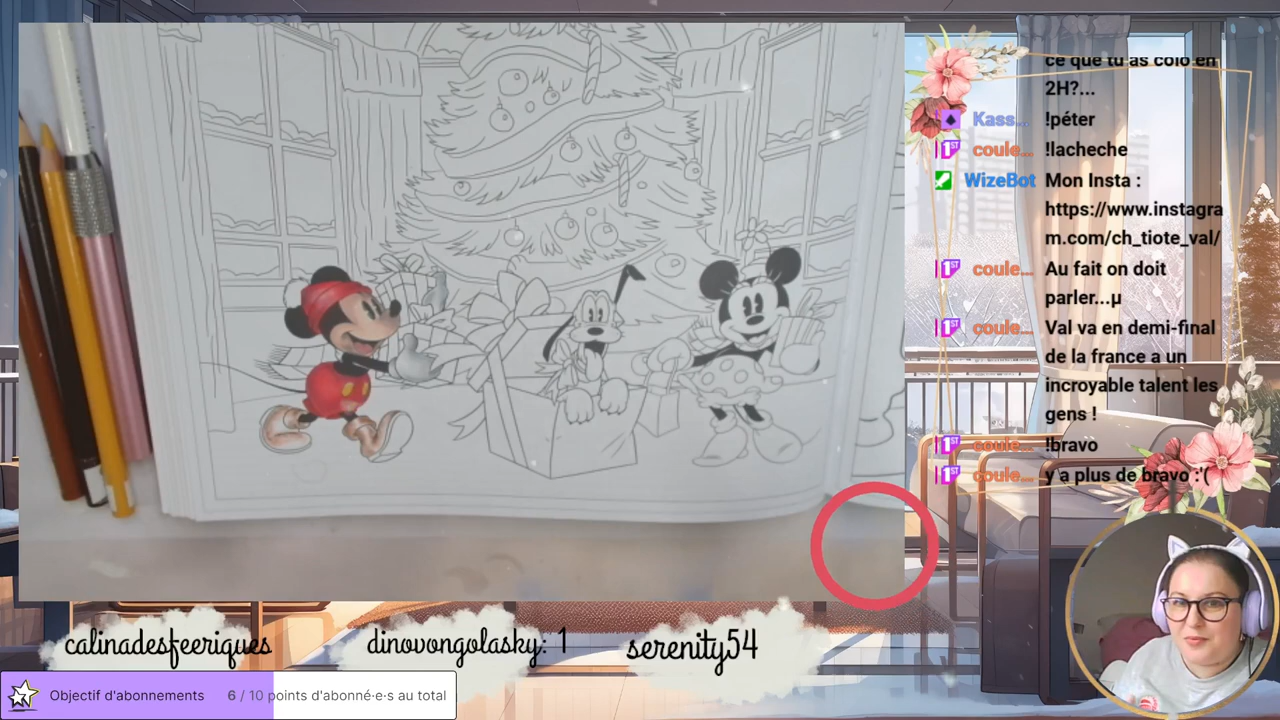 ce que tu as colo en
2H?...
Kass... !péter
coule... !lacheche
WizeBot Mon Insta :
https://www.instagra
m.com/ch_tiote_val/
coule... Au fait on doit
parler...µ
coule... Val va en demi-final
de la france a un
incroyable talent les
gens !
coule... !bravo
coule... y a plus de bravo :'(
calinadesfeeriques
dinovongolasky: 1
serenity54
Objectif d'abonnements 6 / 10 points d'abonné·e·s au total